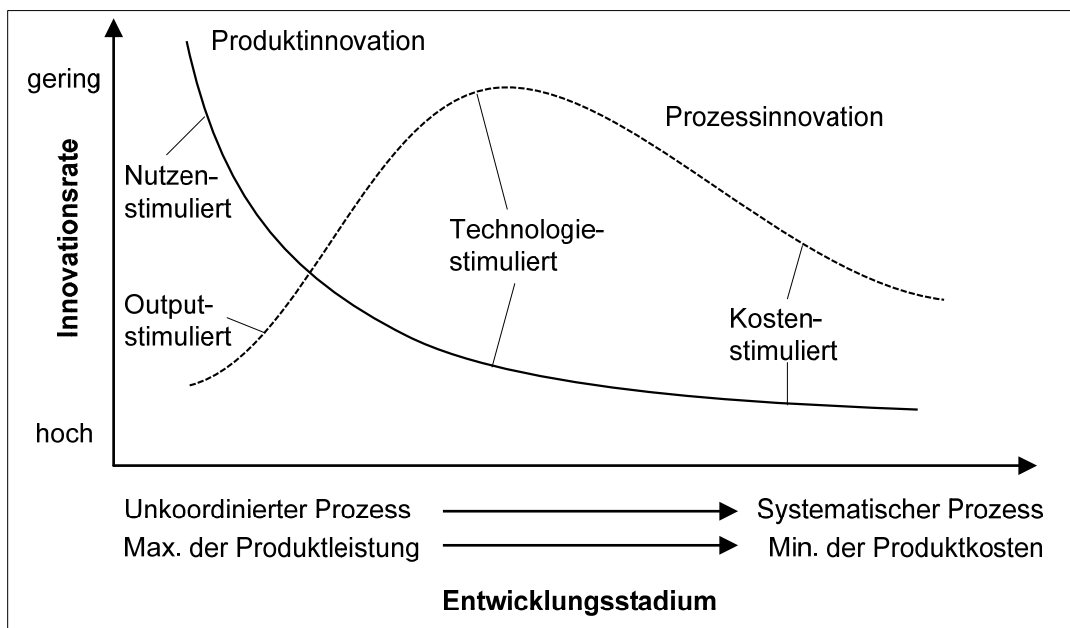 Produktinnovation
gering
Prozessinnovation
Nutzen-
stimuliert
Technologie-
stimuliert
Innovationsrate
Output-
stimuliert
Kosten-
stimuliert
hoch
Unkoordinierter Prozess
Systematischer Prozess
Max. der Produktleistung
Min. der Produktkosten
Entwicklungsstadium